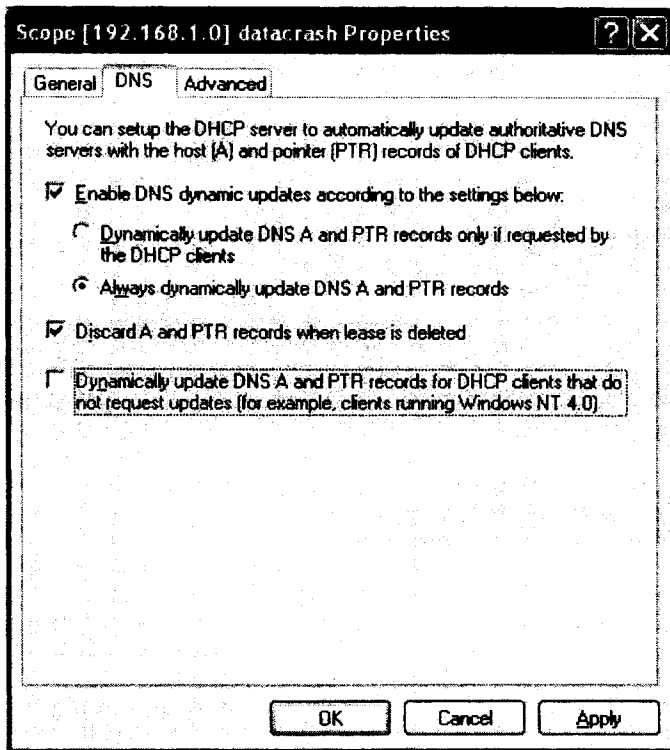 Scope [192.168.1.0] datacrash Properties
General DNS Advanced
You can setup the DHCP server to automatically update authoritative DNS
servers with the host (A) and pointer (PTR) records of DHCP clients.
Enable DNS dynamic updates according to the settings below:
Dynamically update DNS A and PTR records only if requested by
the DHCP clients
Always dynamically update DNS A and PTR records
Discard A and PTR records when lease is deleted
Dynamically update DNS A and PTR records for DHCP clients that do
not request updates (for example, clients running Windows NT 4.0)
OK Cancel Apply